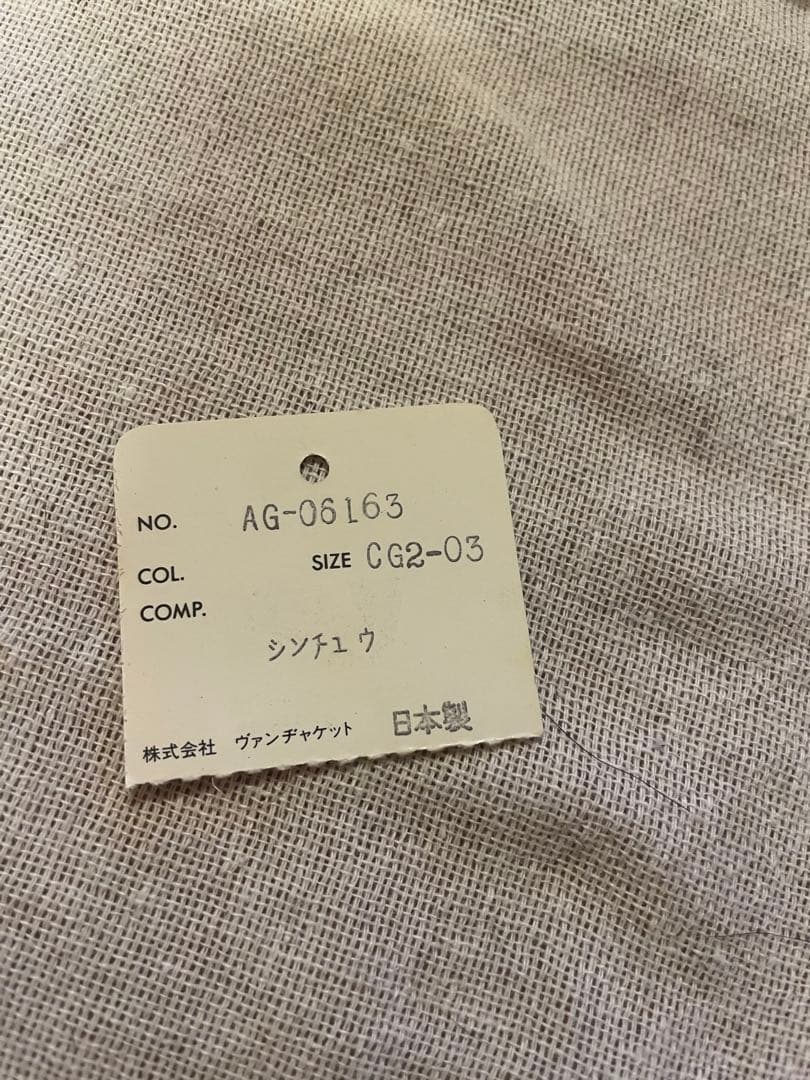 NO. AG-06163
COL. SIZE CG2-03
COMP.
シンチュウ
株式会社 ヴァンヂャケット 日本製